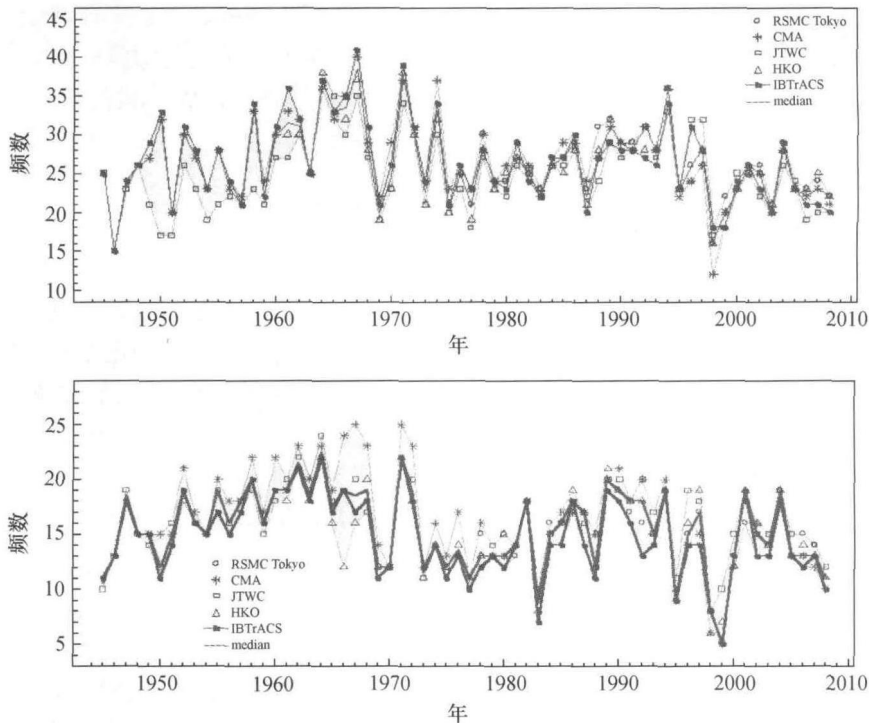 45
40
35
30
25
20
15
10
频数
RSMC Tokyo
CMA
JTWC
HKO
IBTrACS
median
1950
1960
1970
1980
1990
2000
2010
年
25
20
15
10
5
频数
RSMC Tokyo
CMA
JTWC
HKO
IBTrACS
median
1950
1960
1970
1980
1990
2000
2010
年